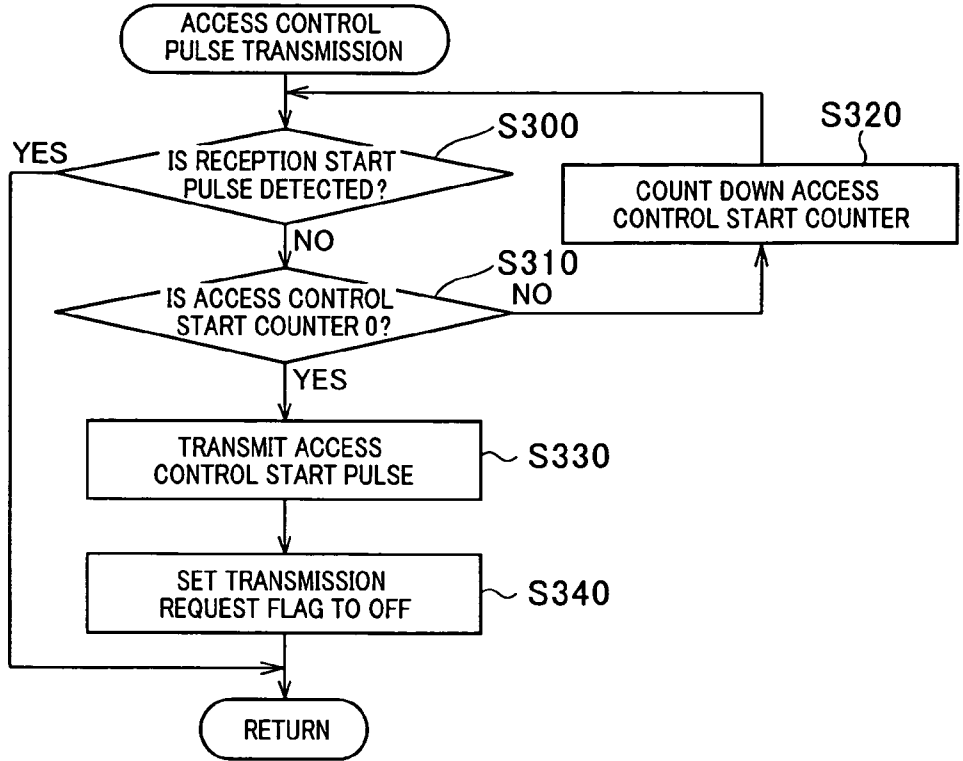 ACCESS CONTROL
PULSE TRANSMISSION
S300
S320
YES
IS RECEPTION START
PULSE DETECTED?
COUNT DOWN ACCESS
CONTROL START COUNTER
NO
S310
IS ACCESS CONTROL
START COUNTER 0?
NO
YES
TRANSMIT ACCESS
CONTROL START PULSE
S330
SET TRANSMISSION
REQUEST FLAG TO OFF
S340
RETURN